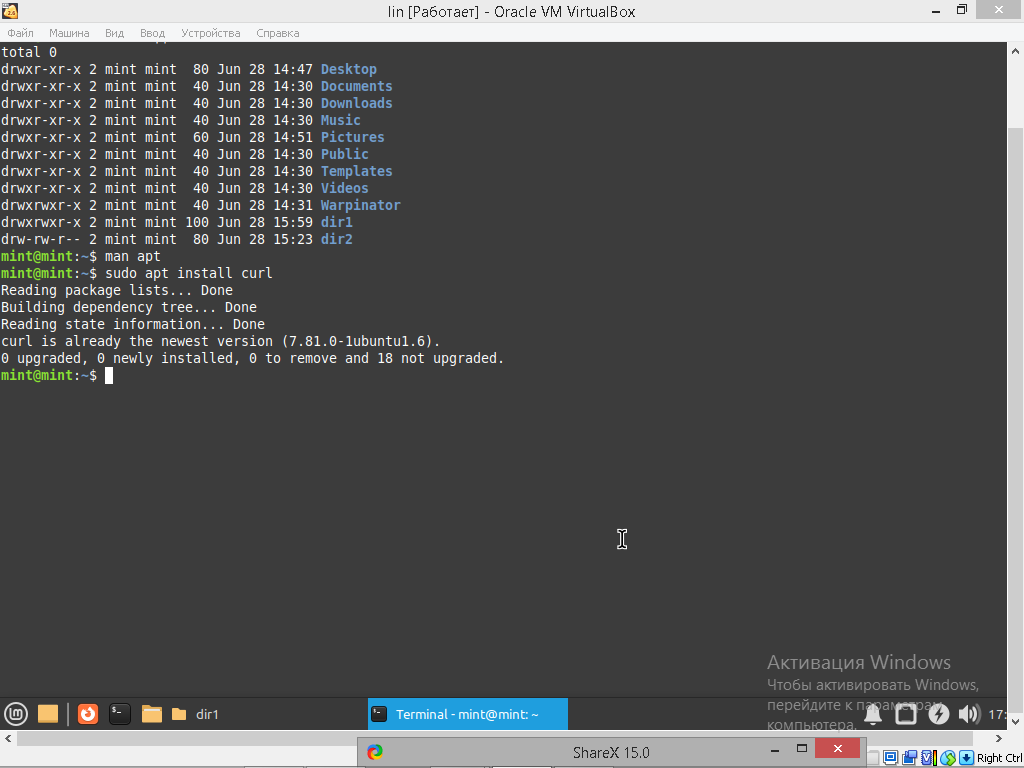 lin [Работает] - Oracle VM VirtualBox
Файл Машина Вид Ввод Устройства Справка
total 0
drwxr-xr-x 2 mint mint  80 Jun 28 14:47 Desktop
drwxr-xr-x 2 mint mint  40 Jun 28 14:30 Documents
drwxr-xr-x 2 mint mint  40 Jun 28 14:30 Downloads
drwxr-xr-x 2 mint mint  40 Jun 28 14:30 Music
drwxr-xr-x 2 mint mint  60 Jun 28 14:51 Pictures
drwxr-xr-x 2 mint mint  40 Jun 28 14:30 Public
drwxr-xr-x 2 mint mint  40 Jun 28 14:30 Templates
drwxr-xr-x 2 mint mint  40 Jun 28 14:30 Videos
drwxrwxr-x 2 mint mint  40 Jun 28 14:31 Warpinator
drwxrwxr-x 2 mint mint 100 Jun 28 15:59 dir1
drw-rw-r-- 2 mint mint  80 Jun 28 15:23 dir2
mint@mint:~$ man apt
mint@mint:~$ sudo apt install curl
Reading package lists... Done
Building dependency tree... Done
Reading state information... Done
curl is already the newest version (7.81.0-1ubuntu1.6).
0 upgraded, 0 newly installed, 0 to remove and 18 not upgraded.
mint@mint:~$
Активация Windows
Чтобы активировать Windows,
перейдите к параметрам
компьютера.
dir1
Terminal - mint@mint: ~
17:
ShareX 15.0
Right Ctrl